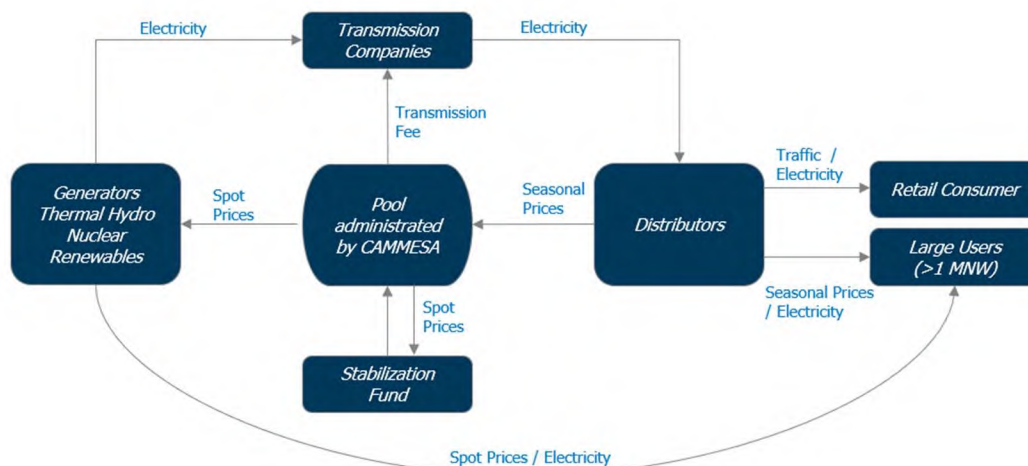 Electricity
Transmission
Companies
Electricity
Transmission
Fee
Generators
Thermal Hydro
Nuclear
Renewables
Spot
Prices
Pool
administrated
by CAMMESA
Seasonal
Prices
Distributors
Traffic /
Electricity
Retail Consumer
Large Users
(>1 MNW)
Seasonal Prices
/ Electricity
Spot
Prices
Stabilization
Fund
Spot Prices / Electricity